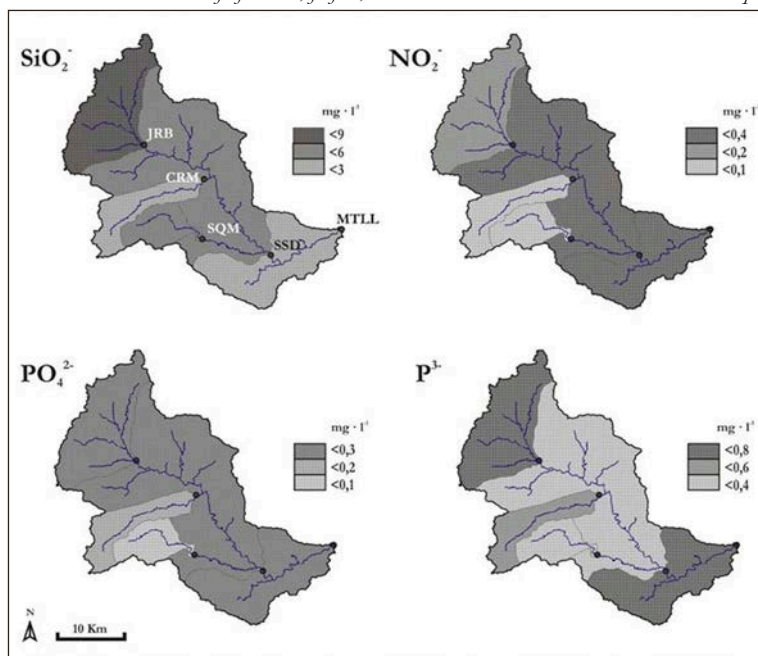 SiO₂⁻
mg · l⁻¹
<9
<6
<3
JRB
CRM
SQM
SSD
MTLL
NO₂⁻
mg · l⁻¹
<0,4
<0,2
<0,1
PO₄²⁻
mg · l⁻¹
<0,3
<0,2
<0,1
P³⁻
mg · l⁻¹
<0,8
<0,6
<0,4
N
10 Km